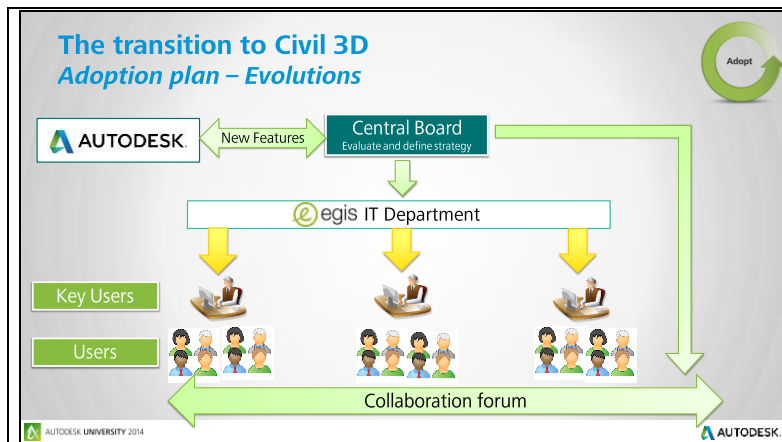 The transition to Civil 3D
Adoption plan – Evolutions
Adopt
AUTODESK.
New Features
Central Board
Evaluate and define strategy
egis IT Department
Key Users
Users
Collaboration forum
AUTODESK UNIVERSITY 2014
AUTODESK.